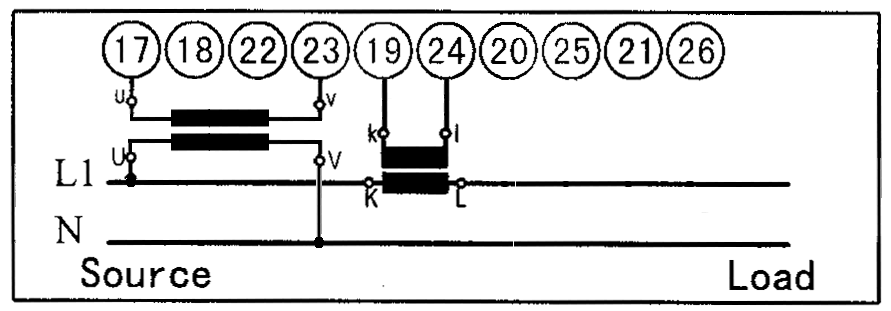 17 18 22 23 19 24 20 25 21 26
u v
k l
U V
L1
K L
N
Source Load